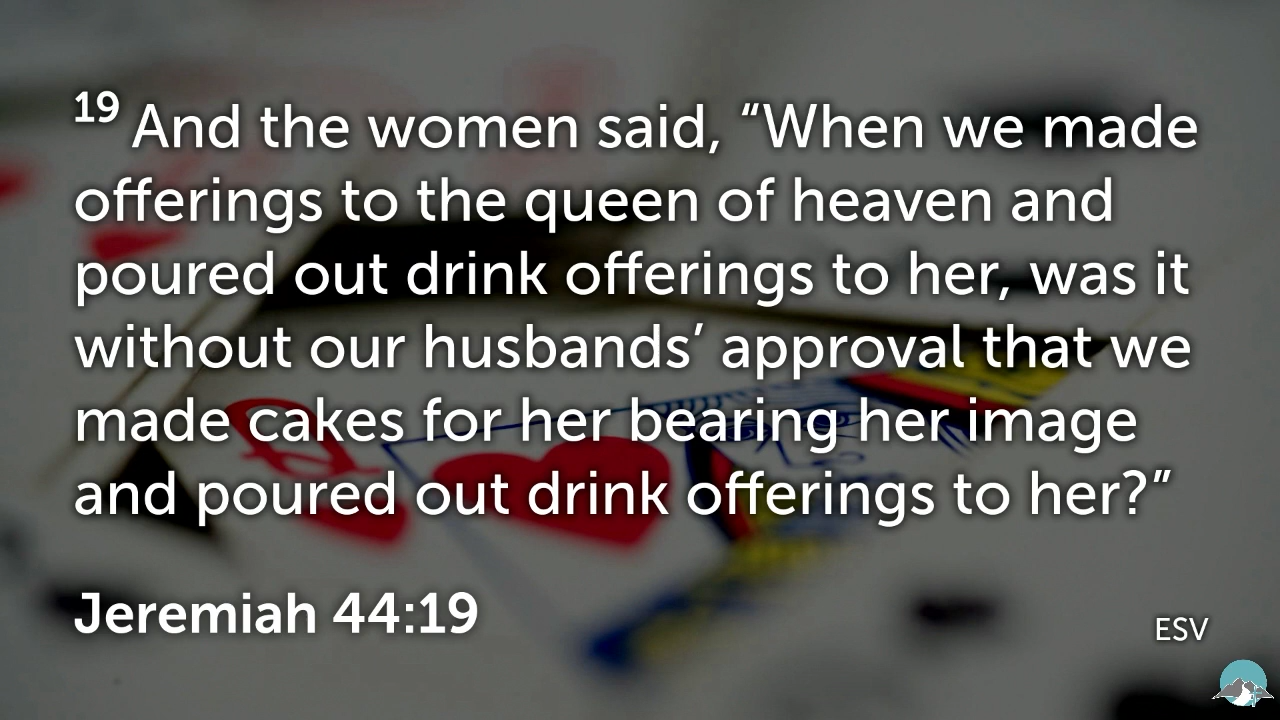 19 And the women said, “When we made
offerings to the queen of heaven and
poured out drink offerings to her, was it
without our husbands’ approval that we
made cakes for her bearing her image
and poured out drink offerings to her?”
Jeremiah 44:19
ESV